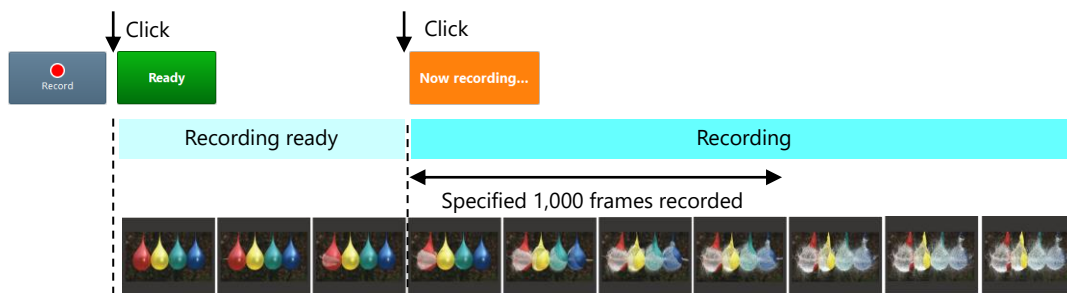 Click
Click
Record
Ready
Now recording...
Recording ready
Recording
Specified 1,000 frames recorded